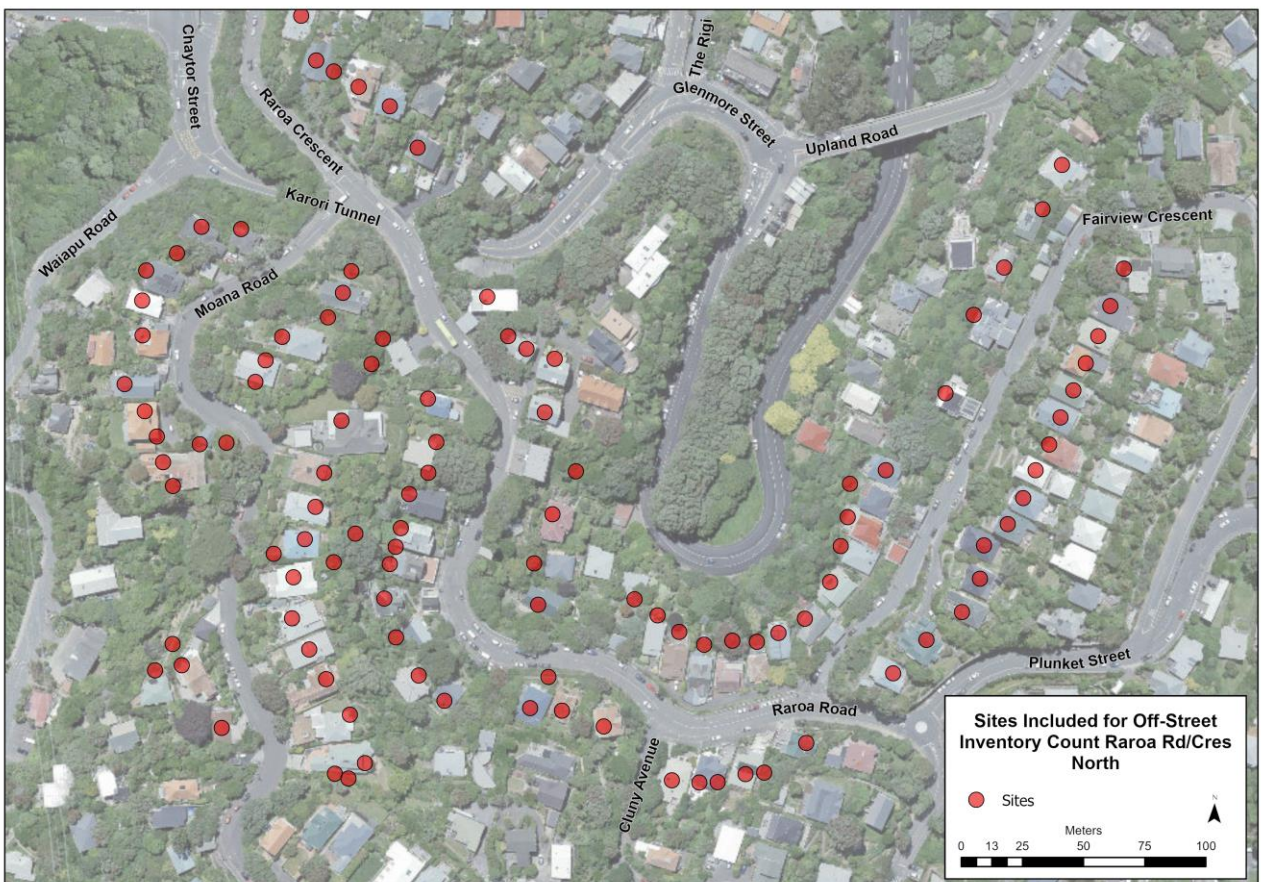 Chaytor Street
Raroa Crescent
The Rigi
Glenmore Street
Upland Road
Karori Tunnel
Fairview Crescent
Waiapu Road
Moana Road
Plunket Street
Raroa Road
Cluny Avenue
Sites Included for Off-Street
Inventory Count Raroa Rd/Cres
North
Sites
N
Meters
0 13 25 50 75 100